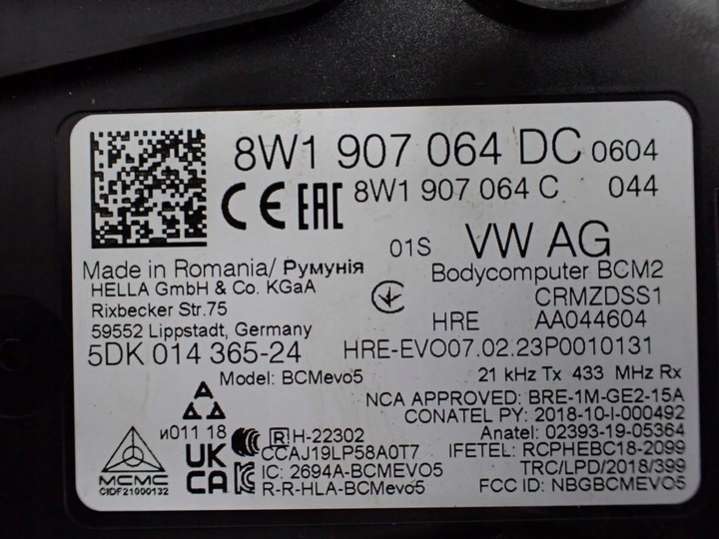 8W1 907 064 DC 0604
CE EAC 8W1 907 064 C 044
01S VW AG
Made in Romania/ Румунія
Bodycomputer BCM2
HELLA GmbH & Co. KGaA
CRMZDSS1
Rixbecker Str.75
HRE AA044604
59552 Lippstadt, Germany
5DK 014 365-24 HRE-EVO07.02.23P0010131
Model: BCMevo5 21 kHz Tx 433 MHz Rx
NCA APPROVED: BRE-1M-GE2-15A
CONATEL PY: 2018-10-I-000492
и011 18 R H-22302 Anatel: 02393-19-05364
CCAJ19LP58A0T7 IFETEL: RCPHEBC18-2099
UK CA IC: 2694A-BCMEVO5 TRC/LPD/2018/399
MCMC R-R-HLA-BCMevo5 FCC ID: NBGBCMEVO5
CIDF21000132